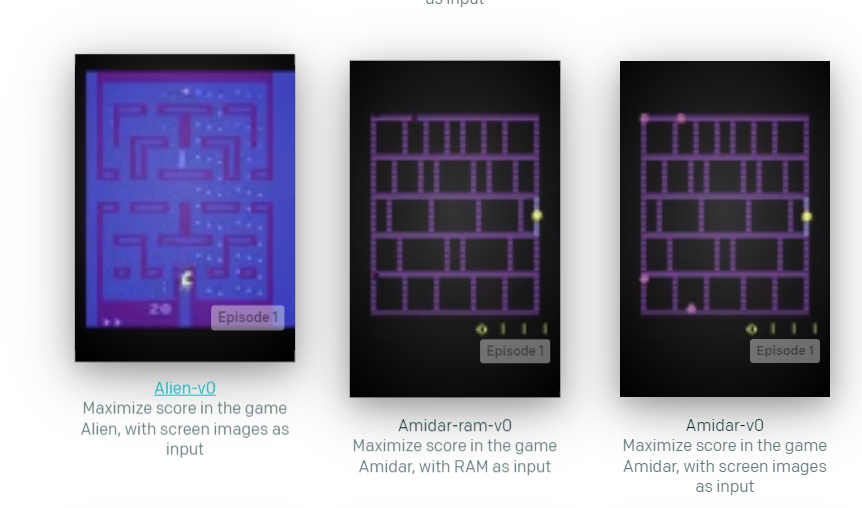 as input
20
Episode 1
Alien-v0
Maximize score in the game
Alien, with screen images as
input
Episode 1
Amidar-ram-v0
Maximize score in the game
Amidar, with RAM as input
Episode 1
Amidar-v0
Maximize score in the game
Amidar, with screen images
as input